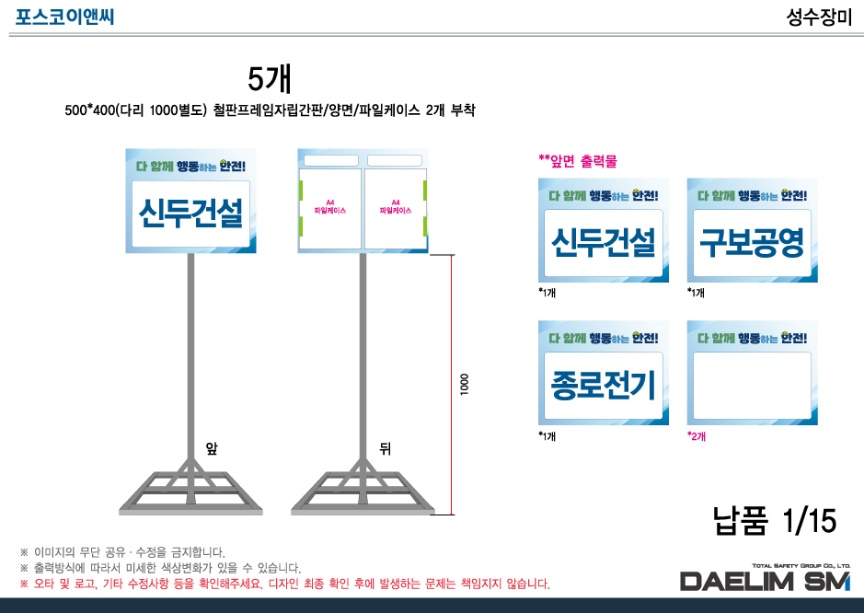 포스코이앤씨
성수장미
5개
500*400(다리 1000별도) 철판프레임자립간판/양면/파일케이스 2개 부착
다 함께 행동하는 안전!
신두건설
A4
파일케이스
A4
파일케이스
1000
앞
뒤
**앞면 출력물
다 함께 행동하는 안전!
신두건설
*1개
다 함께 행동하는 안전!
구보공영
*1개
다 함께 행동하는 안전!
종로전기
*1개
다 함께 행동하는 안전!
*2개
납품 1/15
※ 이미지의 무단 공유 · 수정을 금지합니다.
※ 출력방식에 따라서 미세한 색상변화가 있을 수 있습니다.
※ 오타 및 로고, 기타 수정사항 등을 확인해주세요. 디자인 최종 확인 후에 발생하는 문제는 책임지지 않습니다.
TOTAL SAFETY GROUP CO., LTD.
DAELIM SM